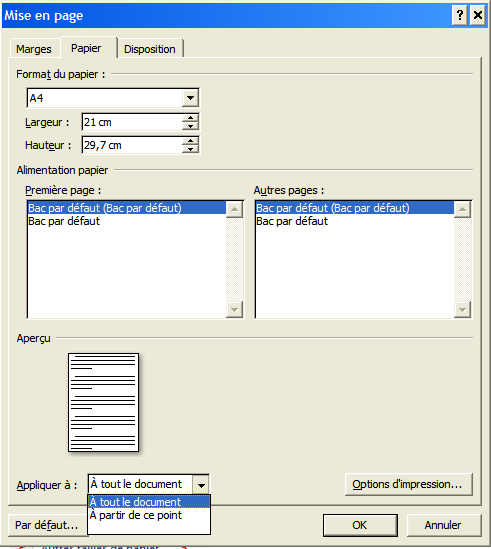 Mise en page
Marges Papier Disposition
Format du papier :
A4
Largeur : 21 cm
Hauteur : 29,7 cm
Alimentation papier
Première page : Autres pages :
Bac par défaut (Bac par défaut) Bac par défaut (Bac par défaut)
Bac par défaut Bac par défaut
Aperçu
Appliquer à : À tout le document Options d'impression...
À tout le document
À partir de ce point
Par défaut... OK Annuler